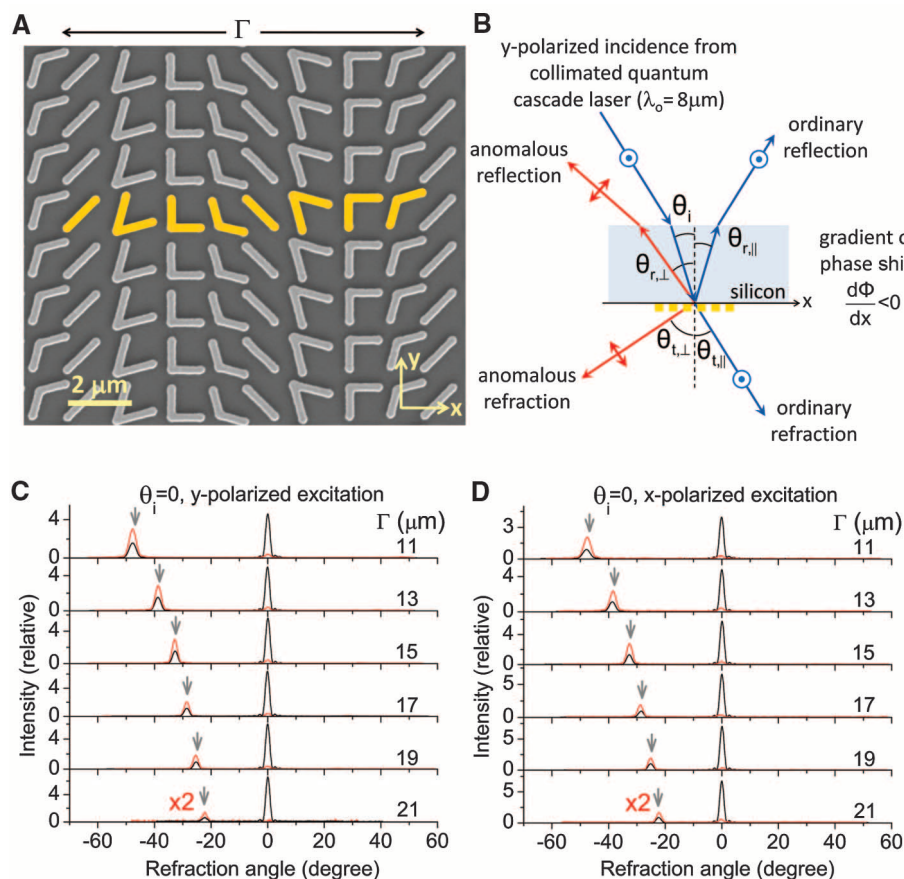 A
Γ
2 μm
y
x
B
y-polarized incidence from
collimated quantum
cascade laser (λo= 8μm)
ordinary
reflection
anomalous
reflection
θi
θr,⊥
θr,||
silicon
x
gradient o
phase shi
dΦ
dx
<0
θt,⊥
θt,||
anomalous
refraction
ordinary
refraction
C
θi=0, y-polarized excitation
Γ (μm)
4
0
11
4
0
13
4
0
15
4
0
17
4
0
19
4
0
x2
21
-60 -40 -20 0 20 40 60
Intensity (relative)
Refraction angle (degree)
D
θi=0, x-polarized excitation
Γ (μm)
3
0
11
4
0
13
4
0
15
5
0
17
5
0
19
5
0
x2
21
-60 -40 -20 0 20 40 60
Intensity (relative)
Refraction angle (degree)